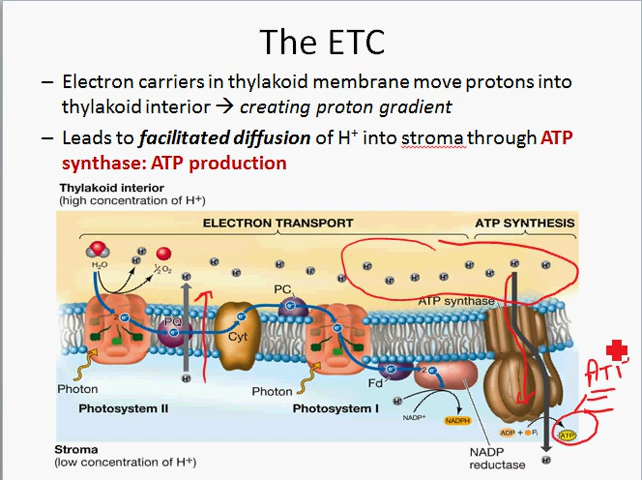 The ETC
– Electron carriers in thylakoid membrane move protons into
thylakoid interior → creating proton gradient
– Leads to facilitated diffusion of H⁺ into stroma through ATP
synthase: ATP production
Thylakoid interior
(high concentration of H⁺)
ELECTRON TRANSPORT
ATP SYNTHESIS
H₂O
½O₂
PC
ATP synthase
2
PQ
Cyt
Fd
2
Photon
Photon
Photosystem II
Photosystem I
NADP⁺
NADPH
ADP + Pᵢ
ATP
ATP
NADP
reductase
Stroma
(low concentration of H⁺)